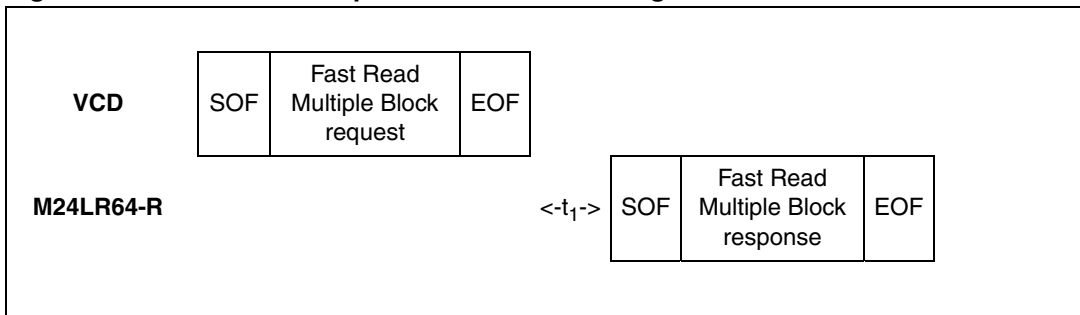 Fast Read
VCD SOF Multiple Block EOF
request
Fast Read
M24LR64-R <-t₁-> SOF Multiple Block EOF
response